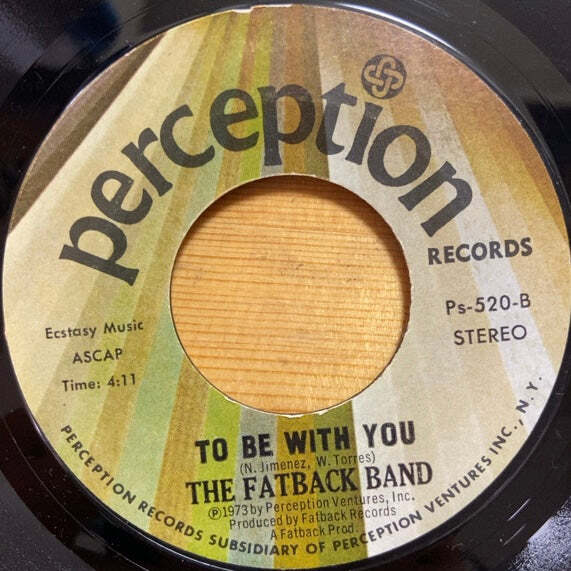 perception
RECORDS
Ps-520-B
STEREO
Ecstasy Music
ASCAP
Time: 4:11
TO BE WITH YOU
(N. Jimenez, W. Torres)
THE FATBACK BAND
Ⓟ1973 by Perception Ventures, Inc.
Produced by Fatback Records
A Fatback Prod.
PERCEPTION RECORDS SUBSIDIARY OF PERCEPTION VENTURES INC., N.Y.